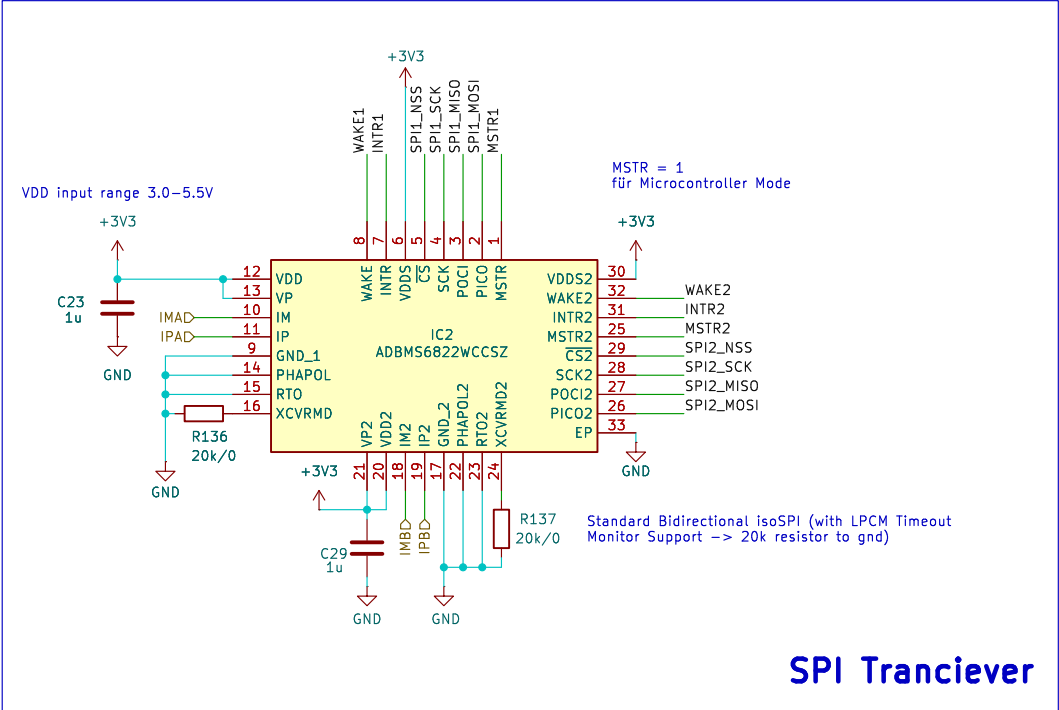 +3V3
WAKE1
INTR1
SPI1_NSS
SPI1_SCK
SPI1_MISO
SPI1_MOSI
MSTR1
MSTR = 1
für Microcontroller Mode
VDD input range 3.0-5.5V
+3V3
+3V3
8
7
6
5
4
3
2
1
WAKE
INTR
VDDS
CS
SCK
POCI
PICO
MSTR
12 VDD
13 VP
IMA 10 IM
IPA 11 IP
9 GND_1
14 PHAPOL
15 RTO
16 XCVRMD
C23
1u
GND
R136
20k/0
GND
IC2
ADBMS6822WCCSZ
VDDS2 30
WAKE2 32 WAKE2
INTR2 31 INTR2
MSTR2 25 MSTR2
CS2 29 SPI2_NSS
SCK2 28 SPI2_SCK
POCI2 27 SPI2_MISO
PICO2 26 SPI2_MOSI
EP 33
GND
VP2
VDD2
IM2
IP2
GND_2
PHAPOL2
RTO2
XCVRMD2
21
20
18
19
17
22
23
24
+3V3
IMB
IPB
C29
1u
GND
GND
R137
20k/0
Standard Bidirectional isoSPI (with LPCM Timeout
Monitor Support -> 20k resistor to gnd)
SPI Tranciever